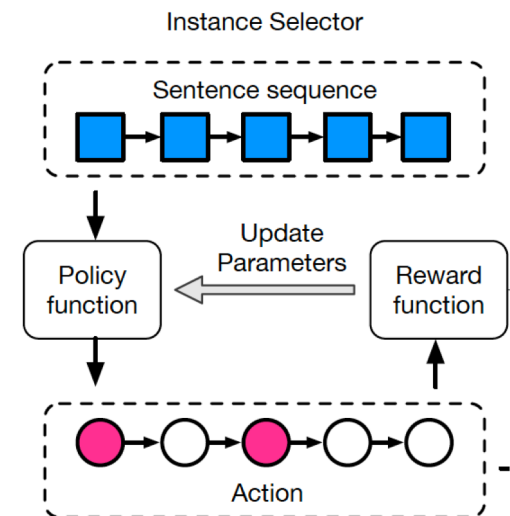 Instance Selector
Sentence sequence
Update
Parameters
Policy
function
Reward
function
Action